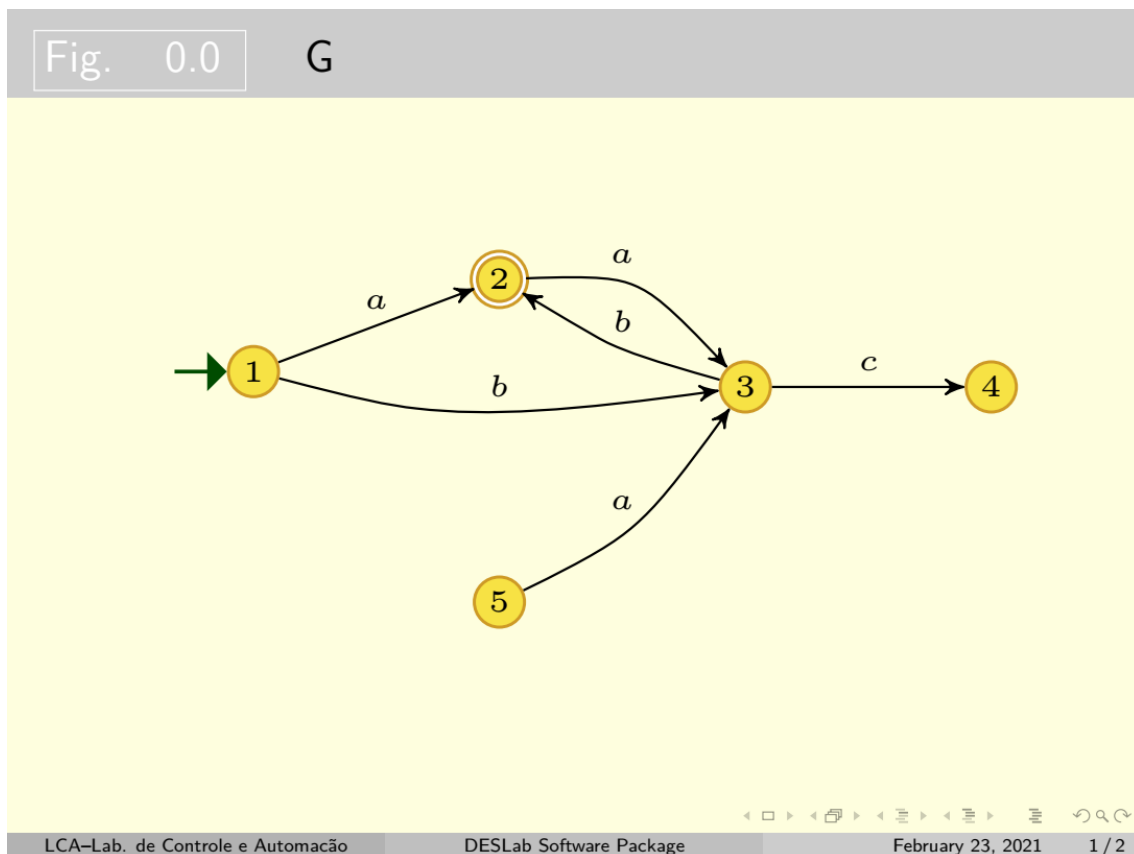 Fig. 0.0 G
a
2
a
b
1
b
3
c
4
a
5
LCA–Lab. de Controle e Automacão DESLab Software Package February 23, 2021 1 / 2